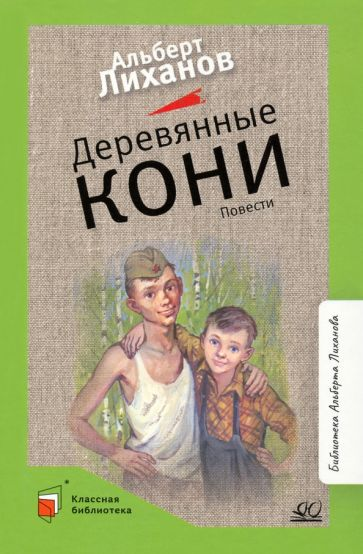 Альберт
Лиханов
Деревянные
кони
Повести
Библиотека Альберта Лиханова
Классная
библиотека